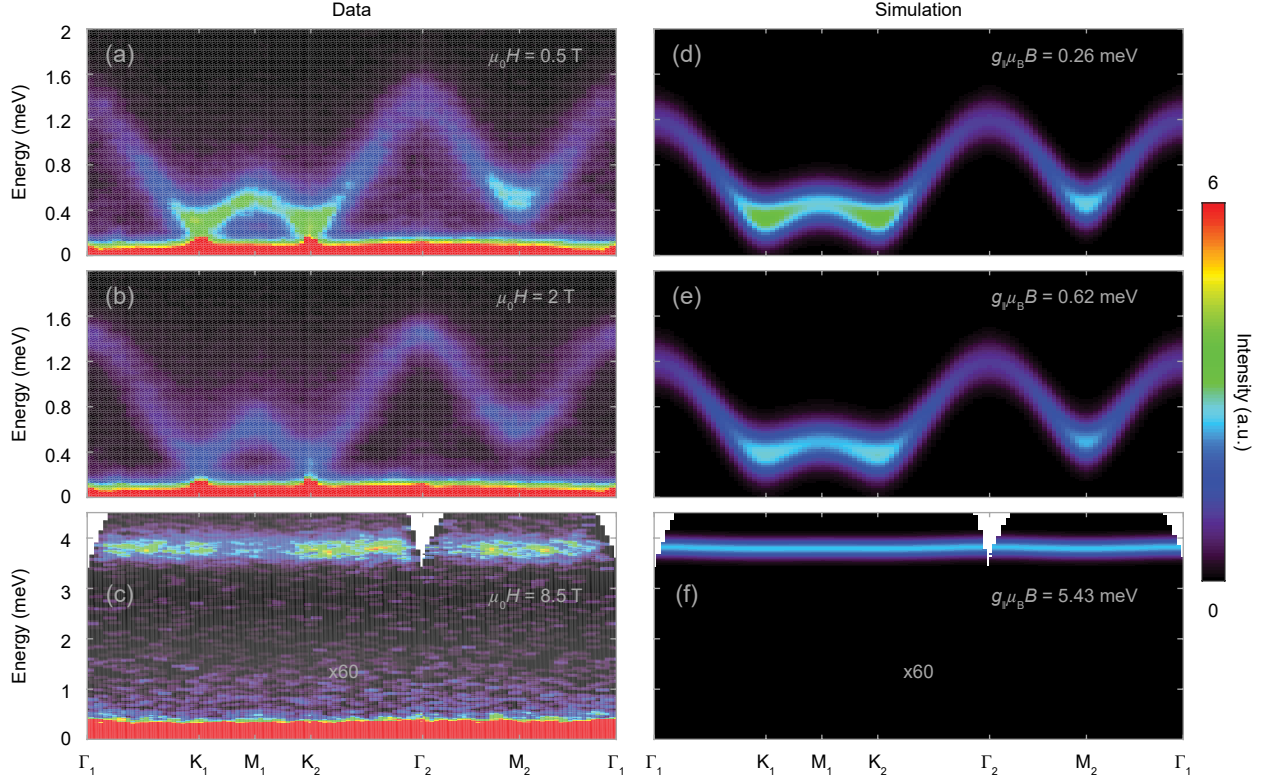 Data
Simulation
(a)
μ₀H = 0.5 T
(d)
g∥μ_BB = 0.26 meV
Energy (meV)
2
1.6
1.2
0.8
0.4
0
(b)
μ₀H = 2 T
(e)
g∥μ_BB = 0.62 meV
Energy (meV)
1.6
1.2
0.8
0.4
0
(c)
μ₀H = 8.5 T
x60
(f)
g∥μ_BB = 5.43 meV
x60
Energy (meV)
4
3
2
1
0
Γ₁ K₁ M₁ K₂ Γ₂ M₂ Γ₁
Γ₁ K₁ M₁ K₂ Γ₂ M₂ Γ₁
6
Intensity (a.u.)
0